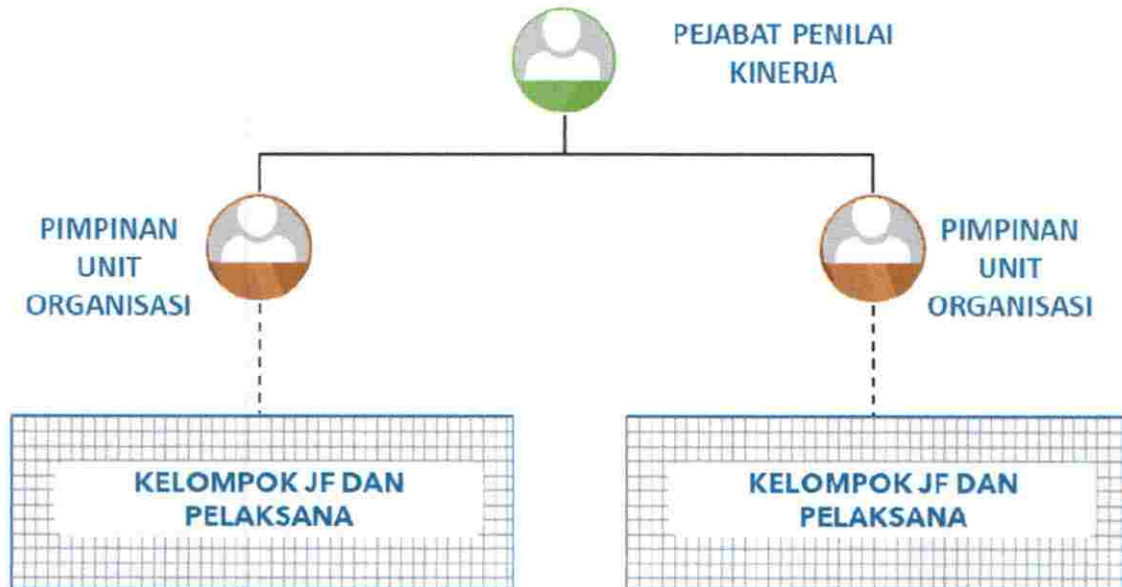 PEJABAT PENILAI
KINERJA
PIMPINAN
UNIT
ORGANISASI
PIMPINAN
UNIT
ORGANISASI
KELOMPOK JF DAN
PELAKSANA
KELOMPOK JF DAN
PELAKSANA